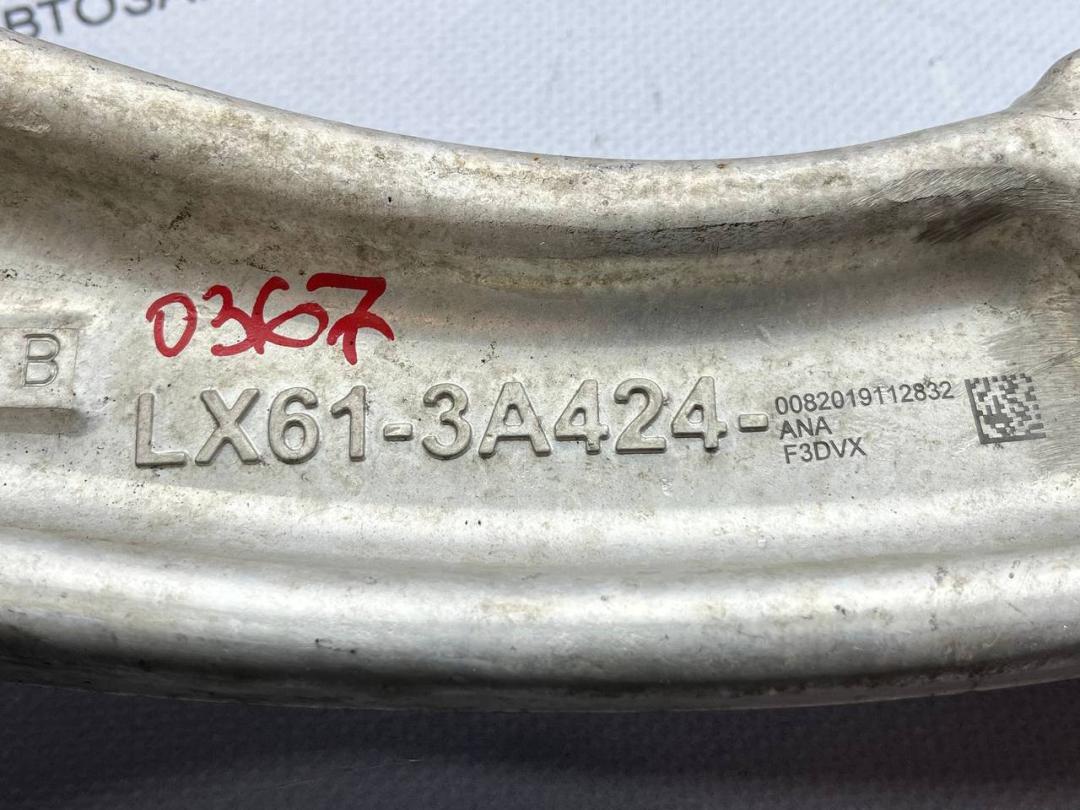 0367
B
LX61-3A424-
0082019112832
ANA
F3DVX